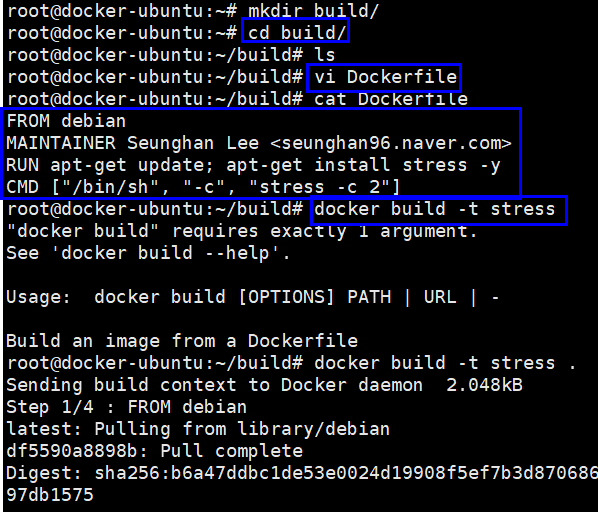 root@docker-ubuntu:~# mkdir build/
root@docker-ubuntu:~# cd build/
root@docker-ubuntu:~/build# ls
root@docker-ubuntu:~/build# vi Dockerfile
root@docker-ubuntu:~/build# cat Dockerfile
FROM debian
MAINTAINER Seunghan Lee <seunghan96.naver.com>
RUN apt-get update; apt-get install stress -y
CMD ["/bin/sh", "-c", "stress -c 2"]
root@docker-ubuntu:~/build# docker build -t stress
"docker build" requires exactly 1 argument.
See 'docker build --help'.
Usage:  docker build [OPTIONS] PATH | URL | -
Build an image from a Dockerfile
root@docker-ubuntu:~/build# docker build -t stress .
Sending build context to Docker daemon  2.048kB
Step 1/4 : FROM debian
latest: Pulling from library/debian
df5590a8898b: Pull complete
Digest: sha256:b6a47ddbc1de53e0024d19908f5ef7b3d870686
97db1575